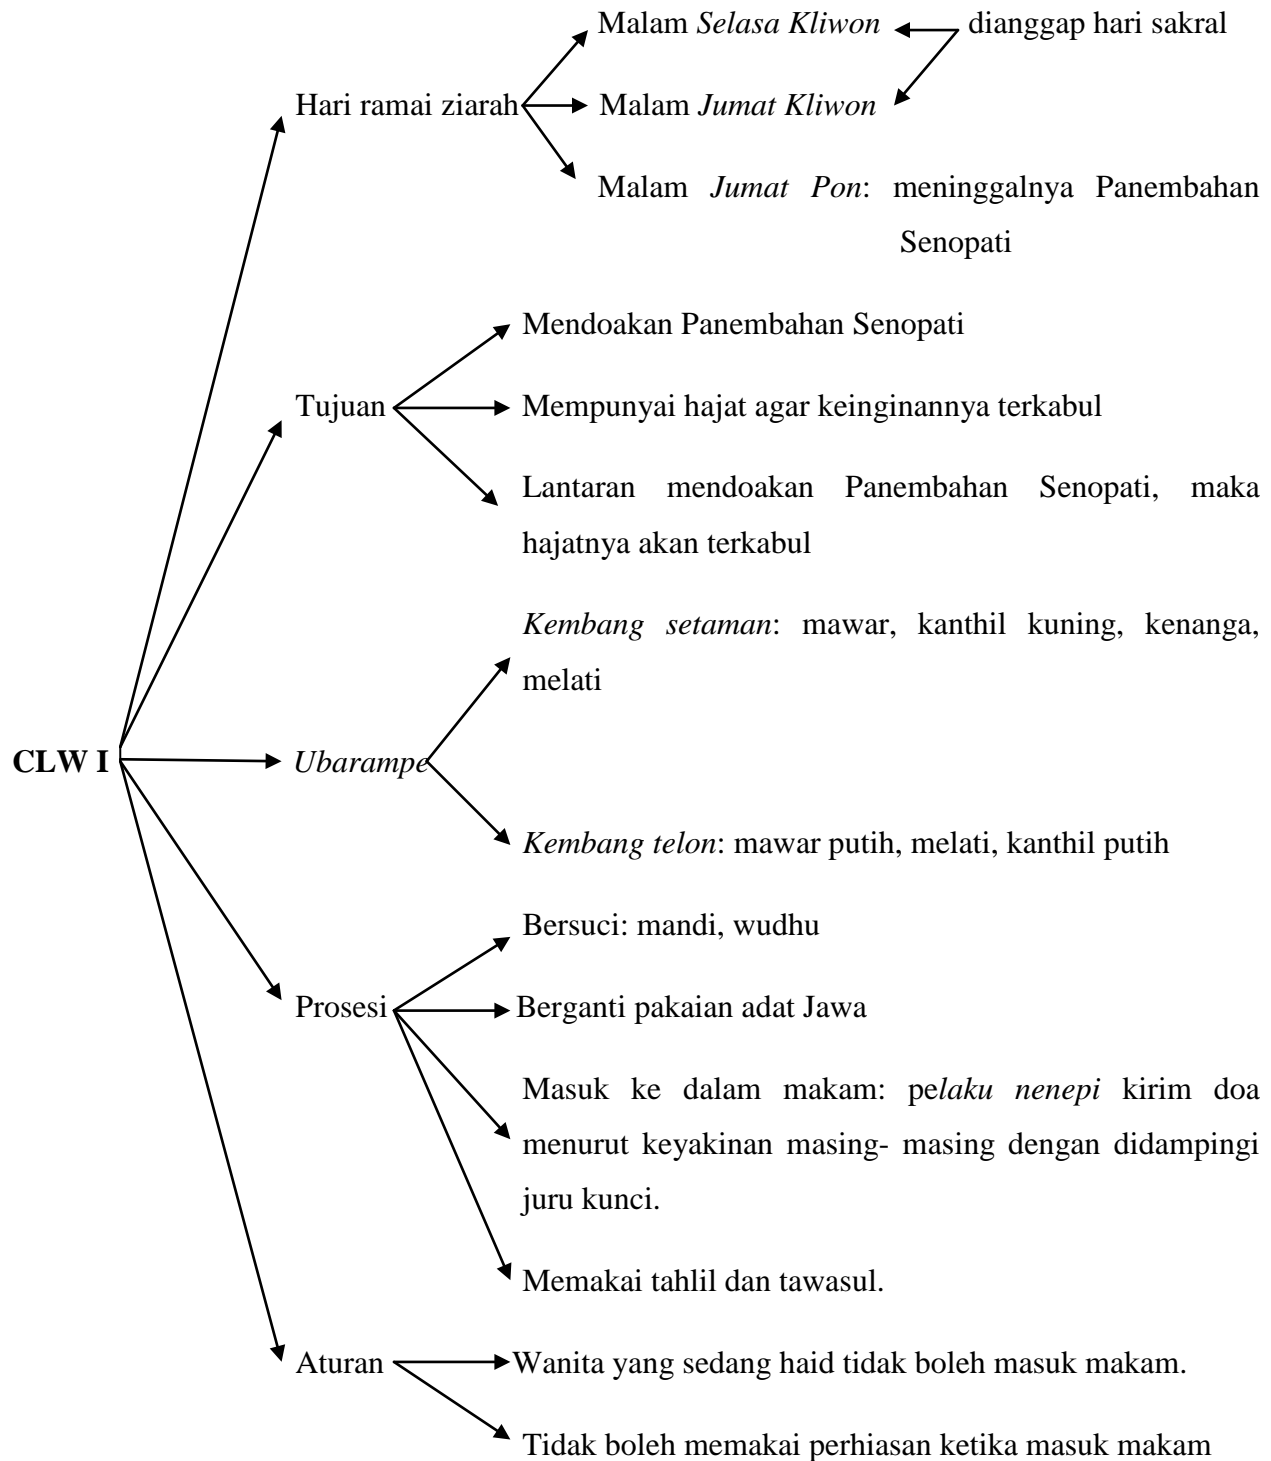 Malam Selasa Kliwon dianggap hari sakral
Hari ramai ziarah Malam Jumat Kliwon
Malam Jumat Pon: meninggalnya Panembahan
Senopati
Mendoakan Panembahan Senopati
Tujuan Mempunyai hajat agar keinginannya terkabul
Lantaran mendoakan Panembahan Senopati, maka
hajatnya akan terkabul
Kembang setaman: mawar, kanthil kuning, kenanga,
melati
CLW I Ubarampe
Kembang telon: mawar putih, melati, kanthil putih
Bersuci: mandi, wudhu
Prosesi Berganti pakaian adat Jawa
Masuk ke dalam makam: pelaku nenepi kirim doa
menurut keyakinan masing- masing dengan didampingi
juru kunci.
Memakai tahlil dan tawasul.
Aturan Wanita yang sedang haid tidak boleh masuk makam.
Tidak boleh memakai perhiasan ketika masuk makam